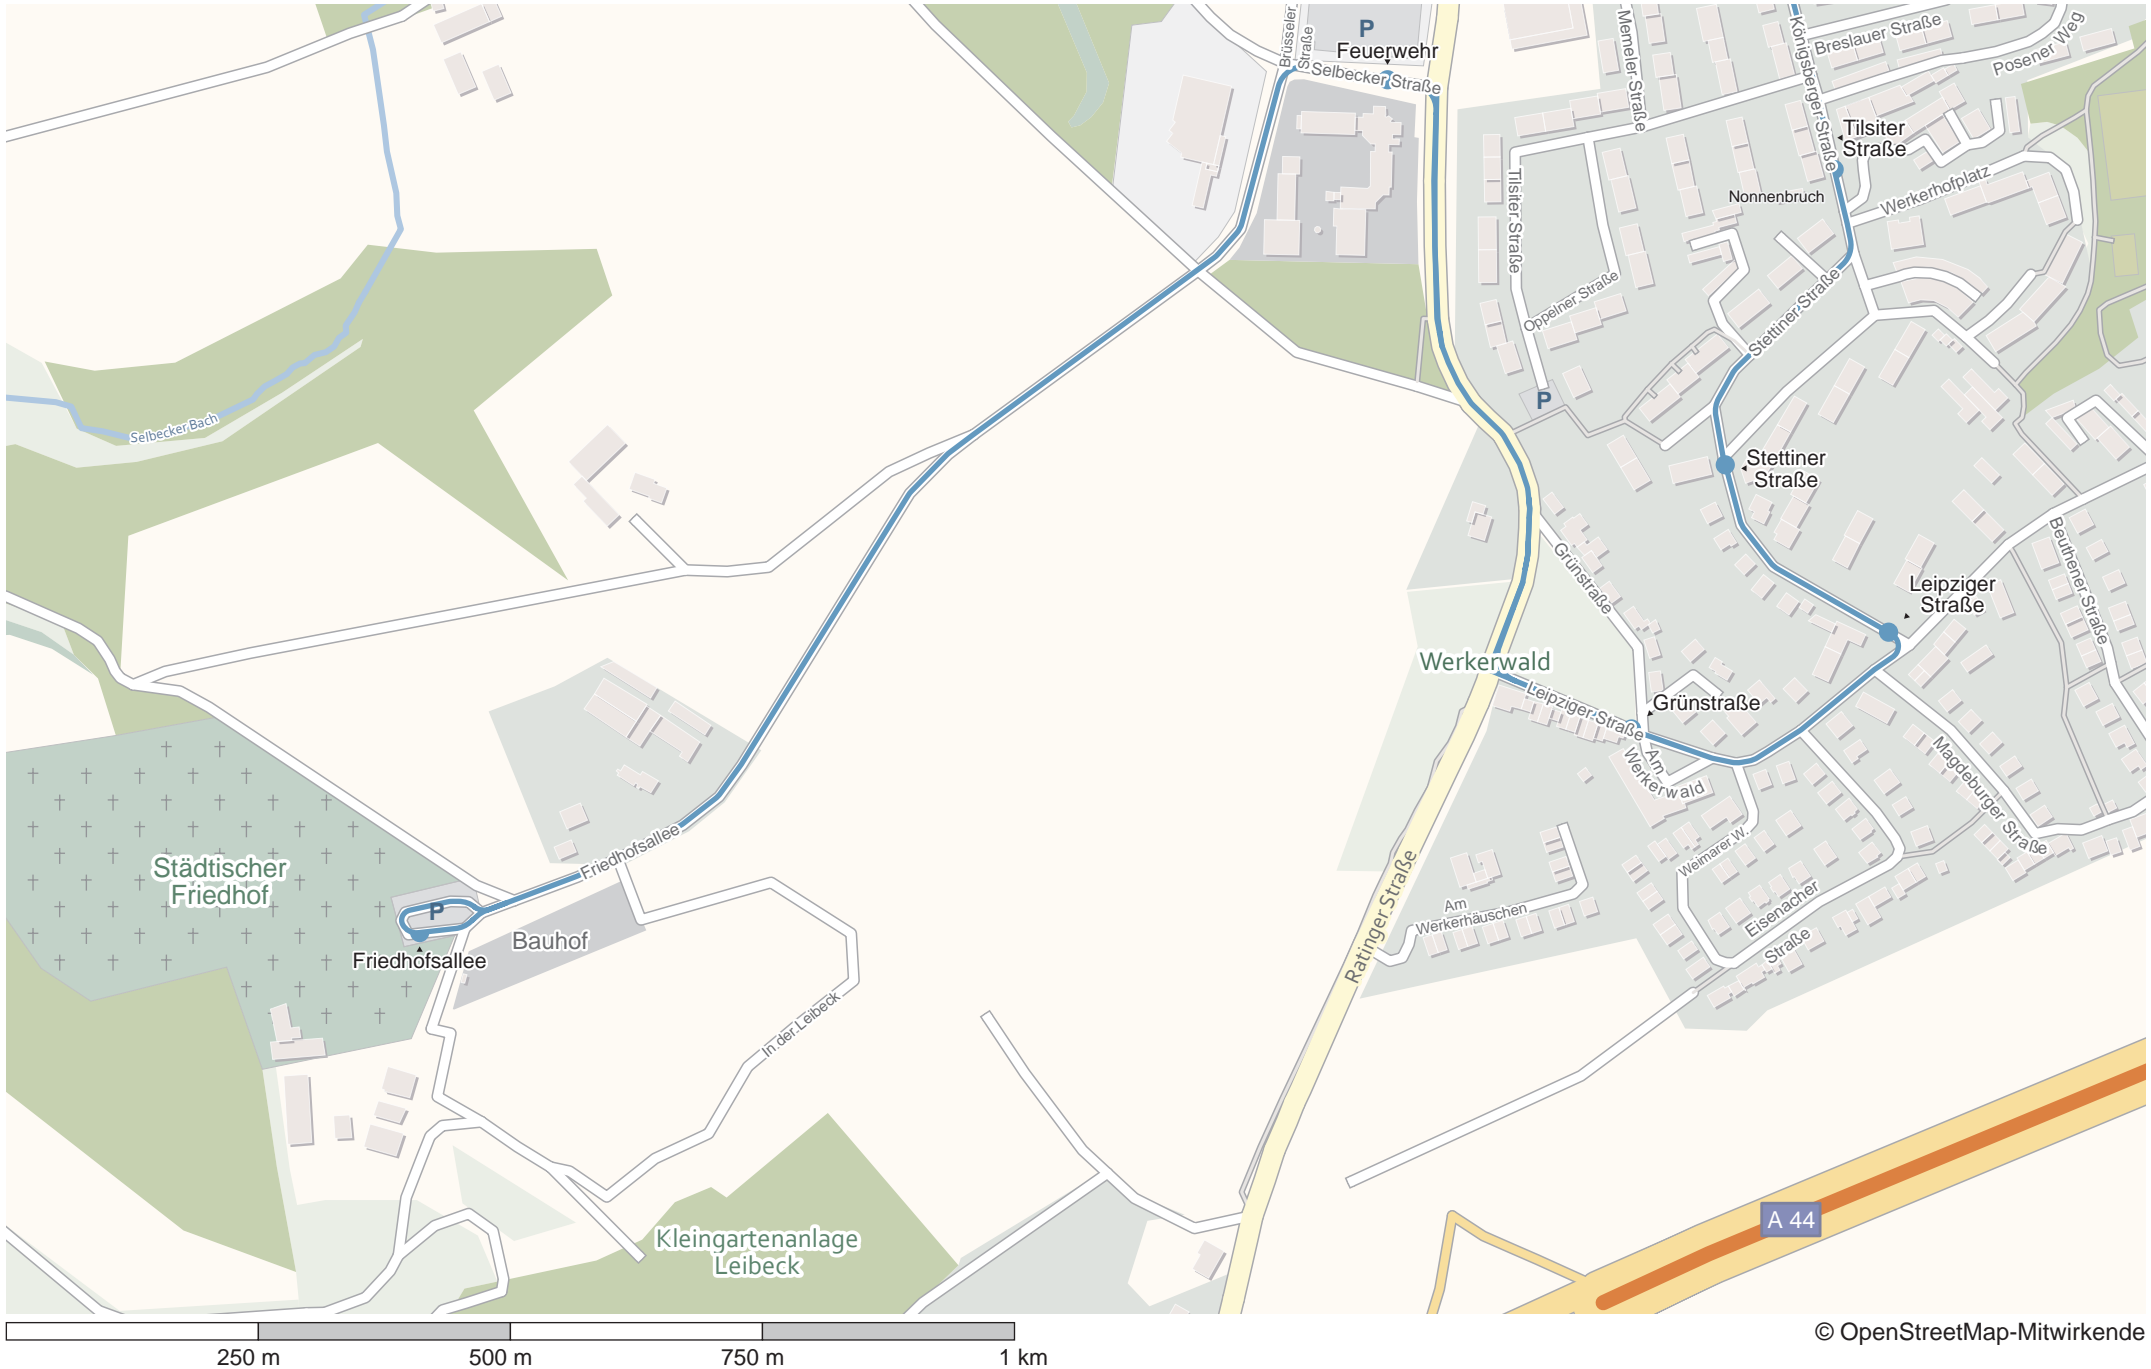 P
Feuerwehr
Brüsseler
Straße
Selbecker Straße
Memeler Straße
Königsberger Straße
Breslauer Straße
Posener Weg
Tilsiter
Straße
Nonnenbruch
Werkerhofplatz
Tilsiter Straße
Oppelner Straße
Stettiner Straße
P
Selbecker Bach
Stettiner
Straße
Beuthener Straße
Grünstraße
Leipziger
Straße
Werkerwald
Leipziger Straße
Grünstraße
Am
Werkerwald
Magdeburger Straße
Weimarer W.
Friedhofsallee
Städtischer
Friedhof
P
Friedhofsallee
Bauhof
Ratinger Straße
Am
Werkerhäuschen
Eisenacher
Straße
In der Leibeck
A 44
Kleingartenanlage
Leibeck
250 m
500 m
750 m
1 km
© OpenStreetMap-Mitwirkende